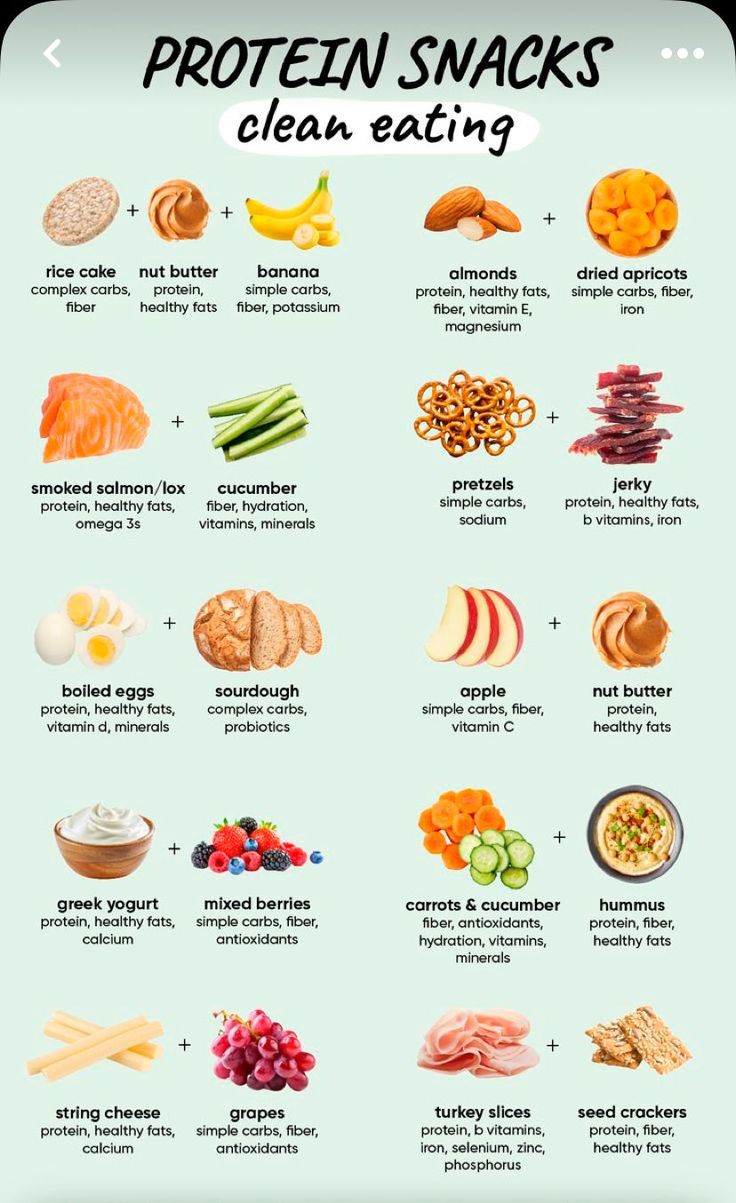 PROTEIN SNACKS
clean eating
+ +
rice cake
complex carbs,
fiber
nut butter
protein,
healthy fats
banana
simple carbs,
fiber, potassium
+
almonds
protein, healthy fats,
fiber, vitamin E,
magnesium
dried apricots
simple carbs, fiber,
iron
+
smoked salmon/lox
protein, healthy fats,
omega 3s
cucumber
fiber, hydration,
vitamins, minerals
+
pretzels
simple carbs,
sodium
jerky
protein, healthy fats,
b vitamins, iron
+
boiled eggs
protein, healthy fats,
vitamin d, minerals
sourdough
complex carbs,
probiotics
+
apple
simple carbs, fiber,
vitamin C
nut butter
protein,
healthy fats
+
greek yogurt
protein, healthy fats,
calcium
mixed berries
simple carbs, fiber,
antioxidants
+
carrots & cucumber
fiber, antioxidants,
hydration, vitamins,
minerals
hummus
protein, fiber,
healthy fats
+
string cheese
protein, healthy fats,
calcium
grapes
simple carbs, fiber,
antioxidants
+
turkey slices
protein, b vitamins,
iron, selenium, zinc,
phosphorus
seed crackers
protein, fiber,
healthy fats